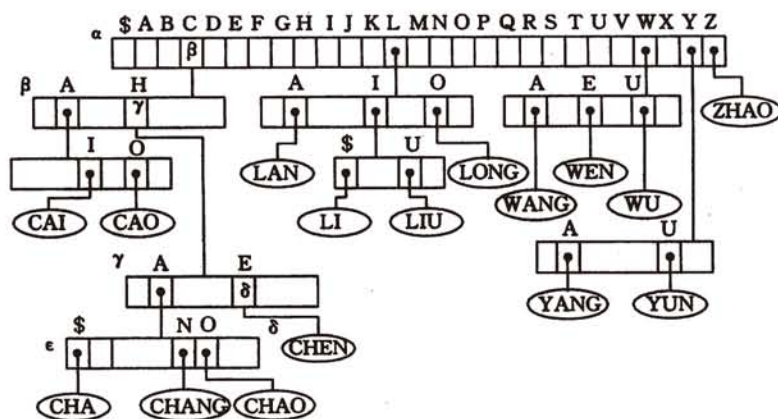 $ A B C D E F G H I J K L M N O P Q R S T U V W X Y Z
α
β
β A H
A I O
A E U
γ
ZHAO
I O
$ U
LAN
LONG
WANG
WEN
WU
CAI
CAO
LI
LIU
A U
γ A E
YANG
YUN
δ
$ N O
δ
CHEN
ε
CHA
CHANG
CHAO